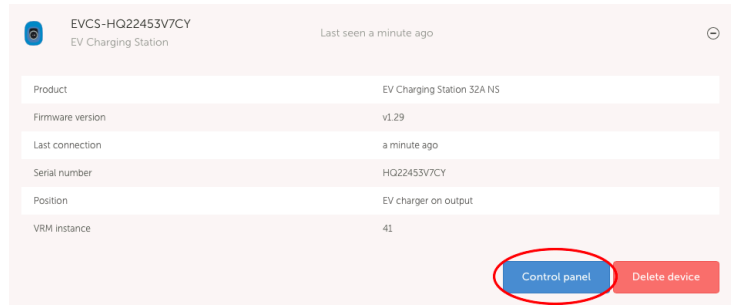 EVCS-HQ22453V7CY
EV Charging Station
Last seen a minute ago
Product EV Charging Station 32A NS
Firmware version v1.29
Last connection a minute ago
Serial number HQ22453V7CY
Position EV charger on output
VRM instance 41
Control panel Delete device